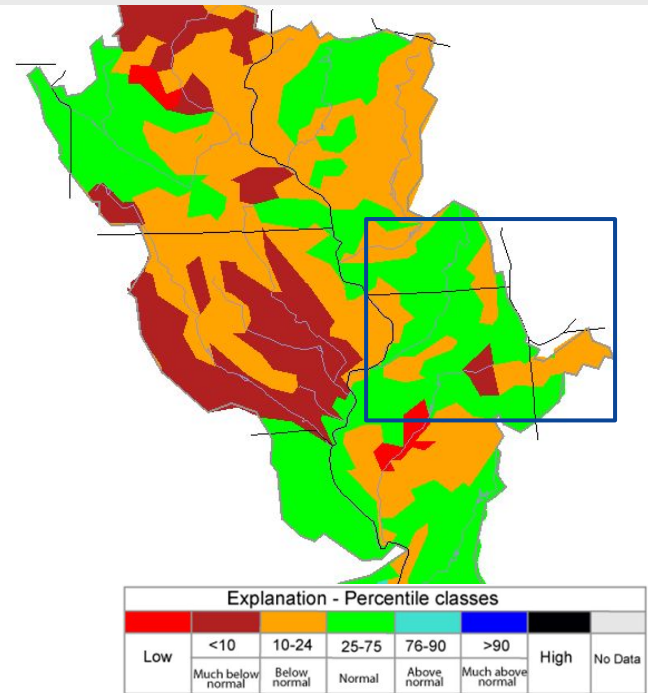 Explanation - Percentile classes
Low <10 10-24 25-75 76-90 >90 High No Data
Much below normal Below normal Normal Above normal Much above normal